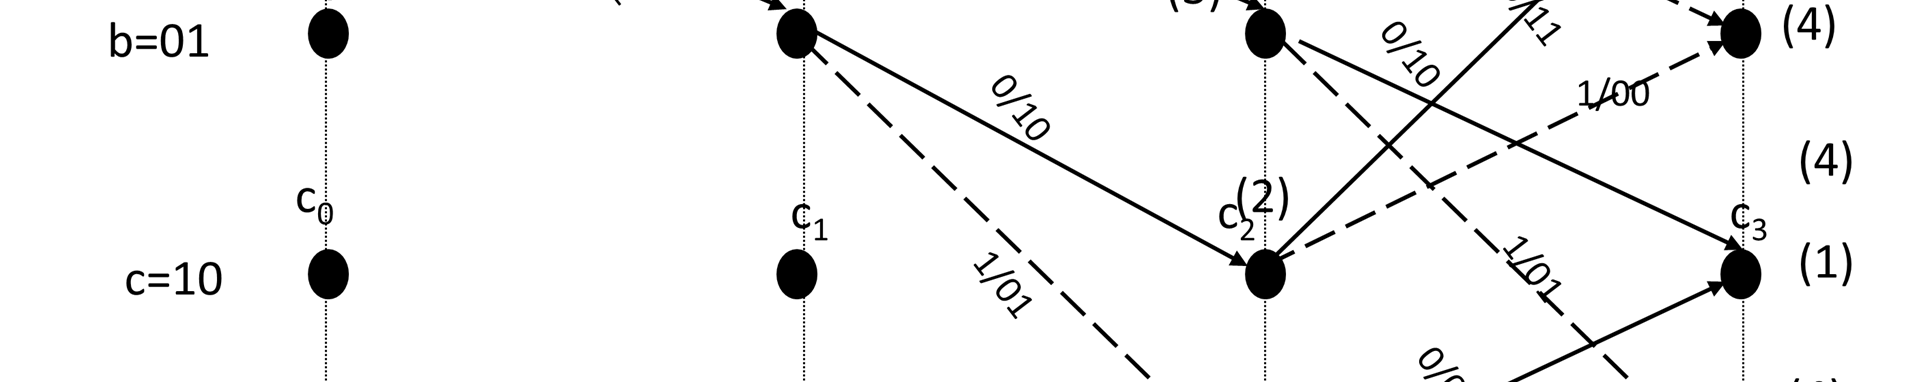 b=01
(4)
0/10
0/10
1/00
(4)
c0
c1
(2)
c2
c3
c=10
(1)
1/01
1/01